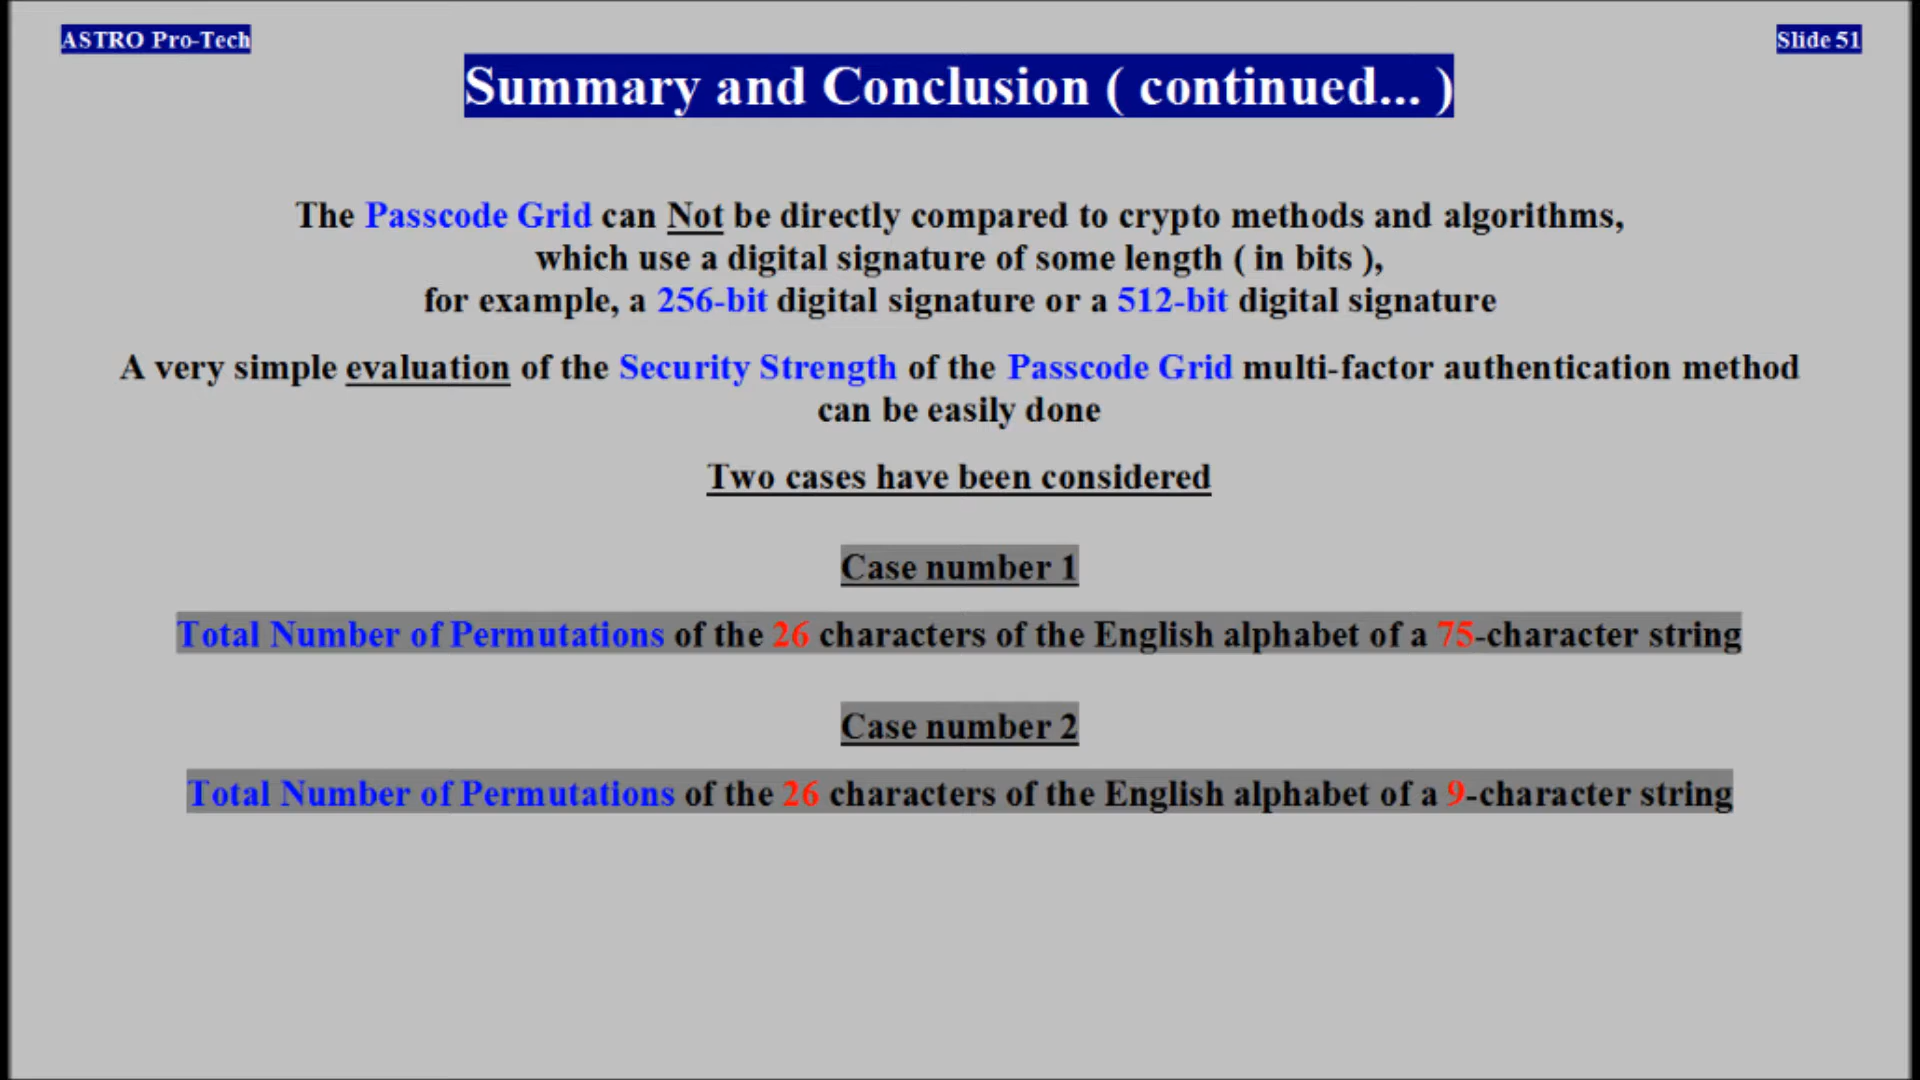 ASTRO Pro-Tech
Slide 51
Summary and Conclusion ( continued... )
The Passcode Grid can Not be directly compared to crypto methods and algorithms,
which use a digital signature of some length ( in bits ),
for example, a 256-bit digital signature or a 512-bit digital signature
A very simple evaluation of the Security Strength of the Passcode Grid multi-factor authentication method
can be easily done
Two cases have been considered
Case number 1
Total Number of Permutations of the 26 characters of the English alphabet of a 75-character string
Case number 2
Total Number of Permutations of the 26 characters of the English alphabet of a 9-character string